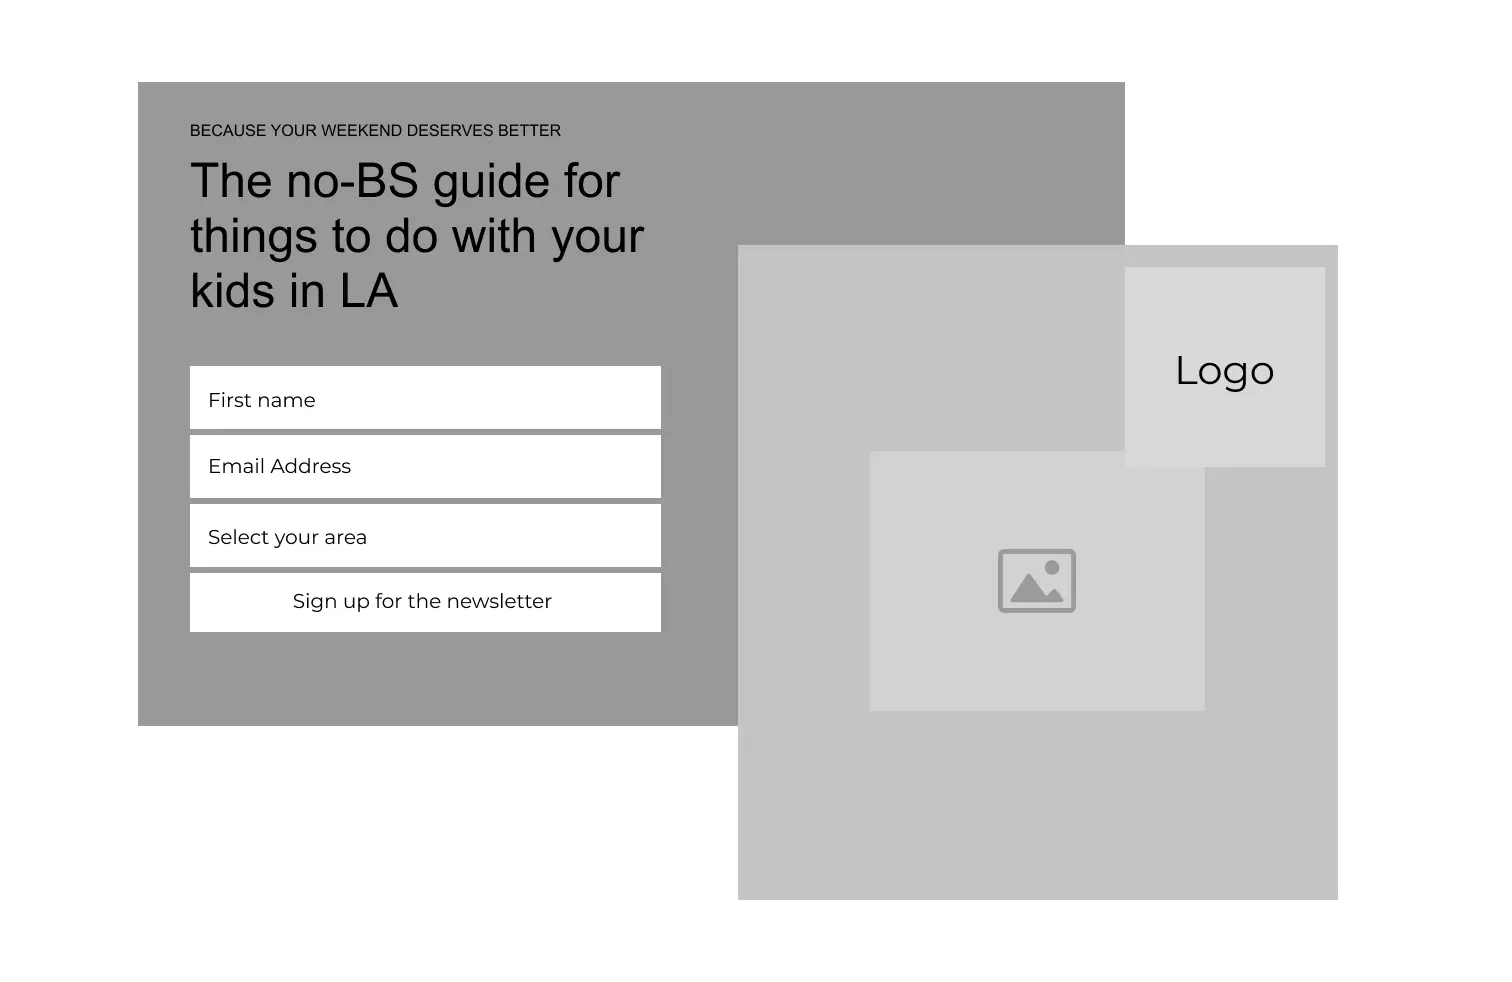 BECAUSE YOUR WEEKEND DESERVES BETTER
The no-BS guide for
things to do with your
kids in LA
First name
Email Address
Select your area
Sign up for the newsletter
Logo